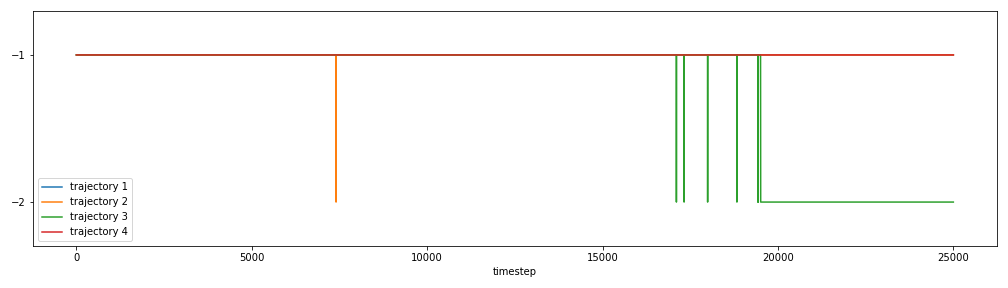 −1
−2
trajectory 1
trajectory 2
trajectory 3
trajectory 4
0 5000 10000 15000 20000 25000
timestep